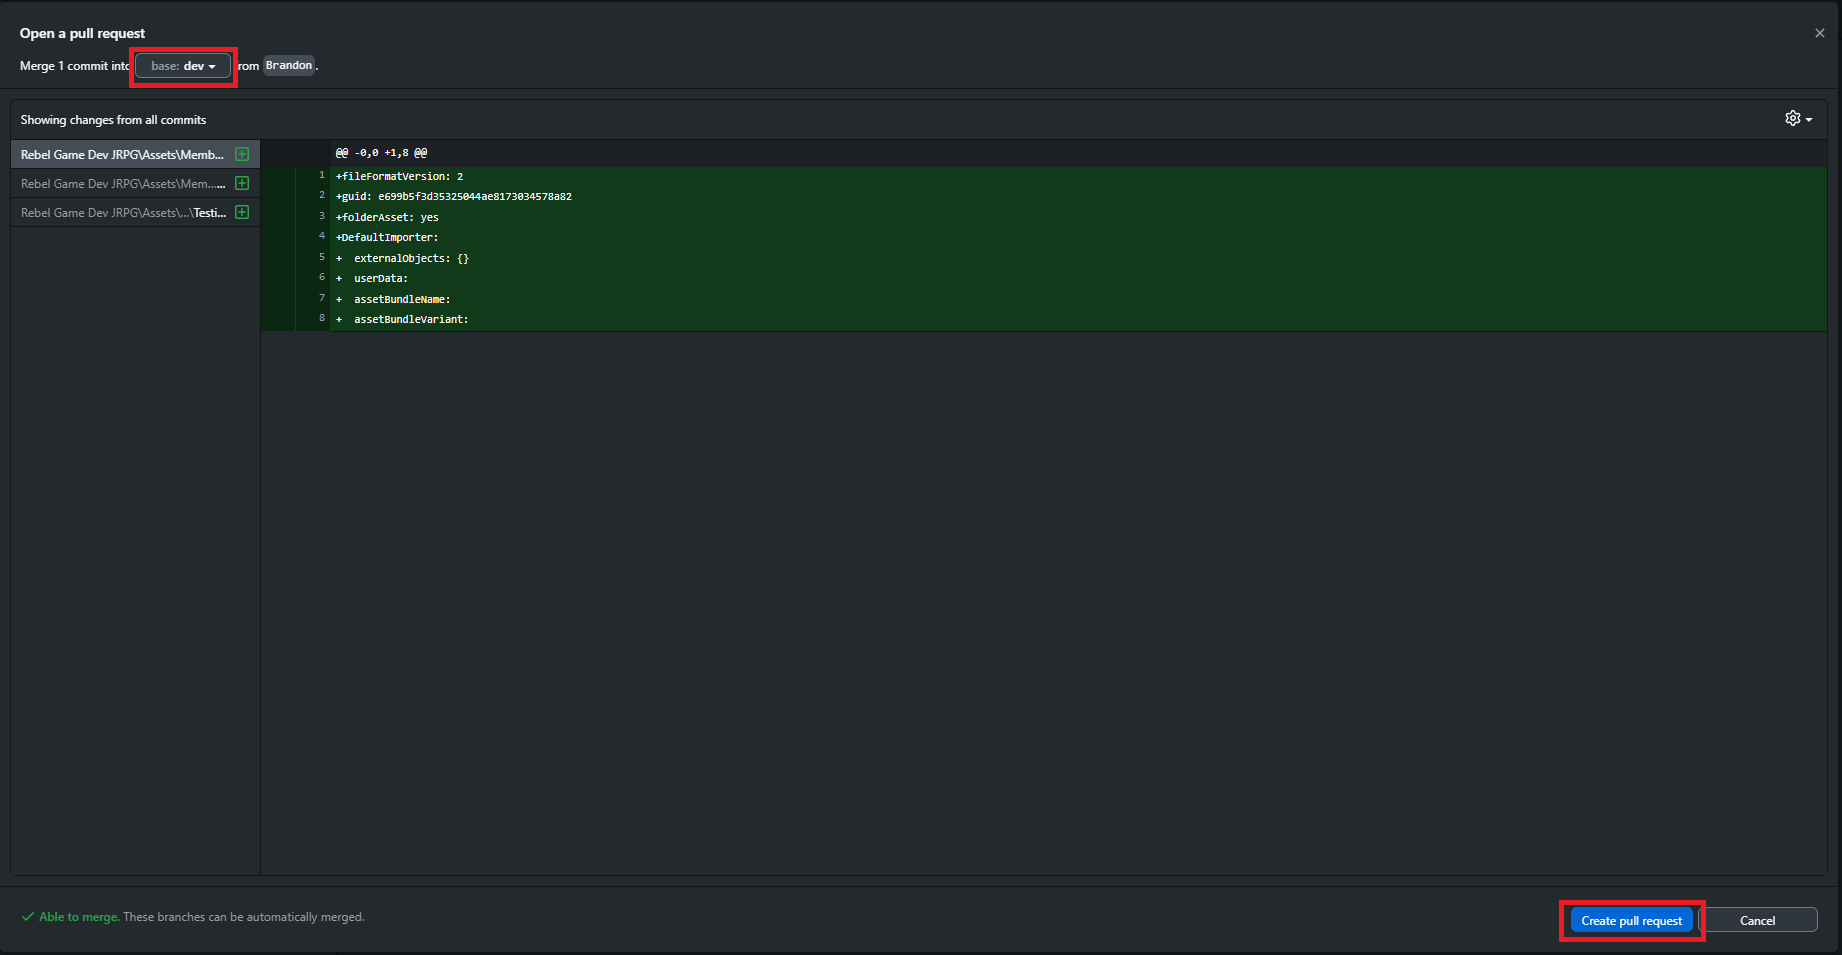 Open a pull request
Merge 1 commit into base: dev rom Brandon.
Showing changes from all commits
Rebel Game Dev JRPG\Assets\Memb...
Rebel Game Dev JRPG\Assets\Mem......
Rebel Game Dev JRPG\Assets\...\Testi...
@@ -0,0 +1,8 @@
1 +fileFormatVersion: 2
2 +guid: e699b5f3d35325044ae8173034578a82
3 +folderAsset: yes
4 +DefaultImporter:
5 +  externalObjects: {}
6 +  userData:
7 +  assetBundleName:
8 +  assetBundleVariant:
Able to merge. These branches can be automatically merged.
Create pull request
Cancel